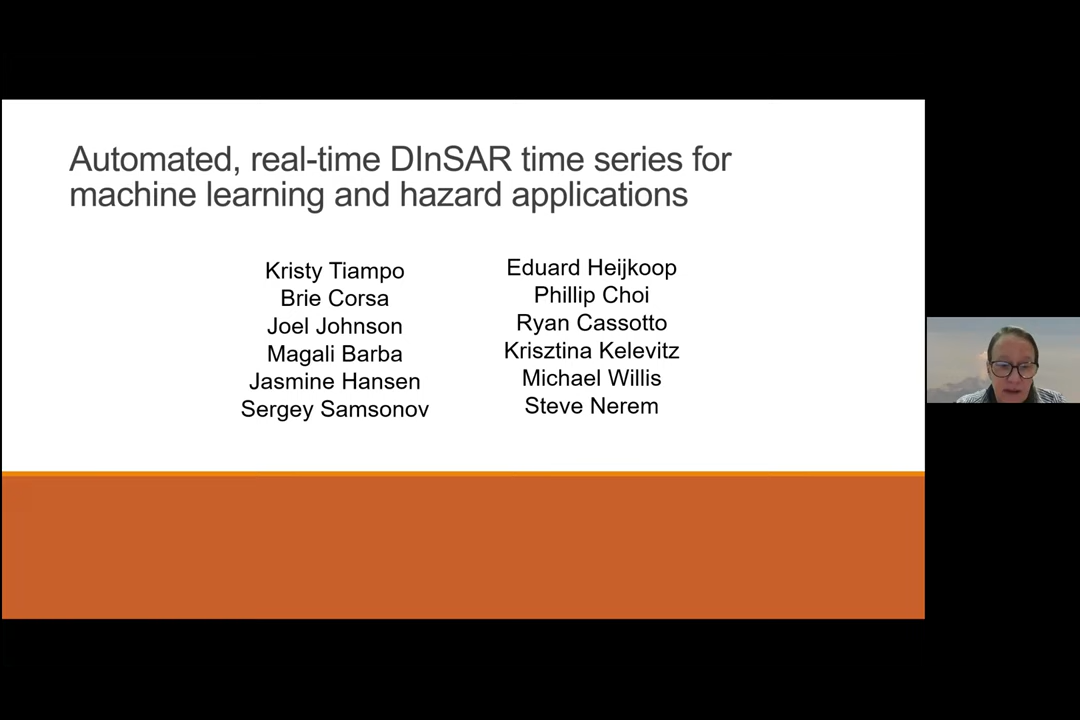 Automated, real-time DInSAR time series for
machine learning and hazard applications
Kristy Tiampo
Brie Corsa
Joel Johnson
Magali Barba
Jasmine Hansen
Sergey Samsonov
Eduard Heijkoop
Phillip Choi
Ryan Cassotto
Krisztina Kelevitz
Michael Willis
Steve Nerem